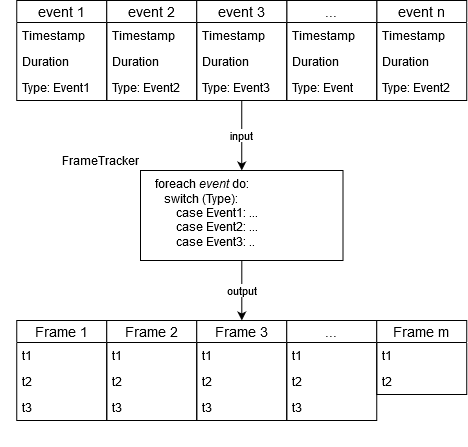 event 1 event 2 event 3 ... event n
Timestamp Timestamp Timestamp Timestamp Timestamp
Duration Duration Duration Duration Duration
Type: Event1 Type: Event2 Type: Event3 Type: Event Type: Event2
input
FrameTracker
foreach event do:
switch (Type):
case Event1: ...
case Event2: ...
case Event3: ..
output
Frame 1 Frame 2 Frame 3 ... Frame m
t1 t1 t1 t1 t1
t2 t2 t2 t2 t2
t3 t3 t3 t3